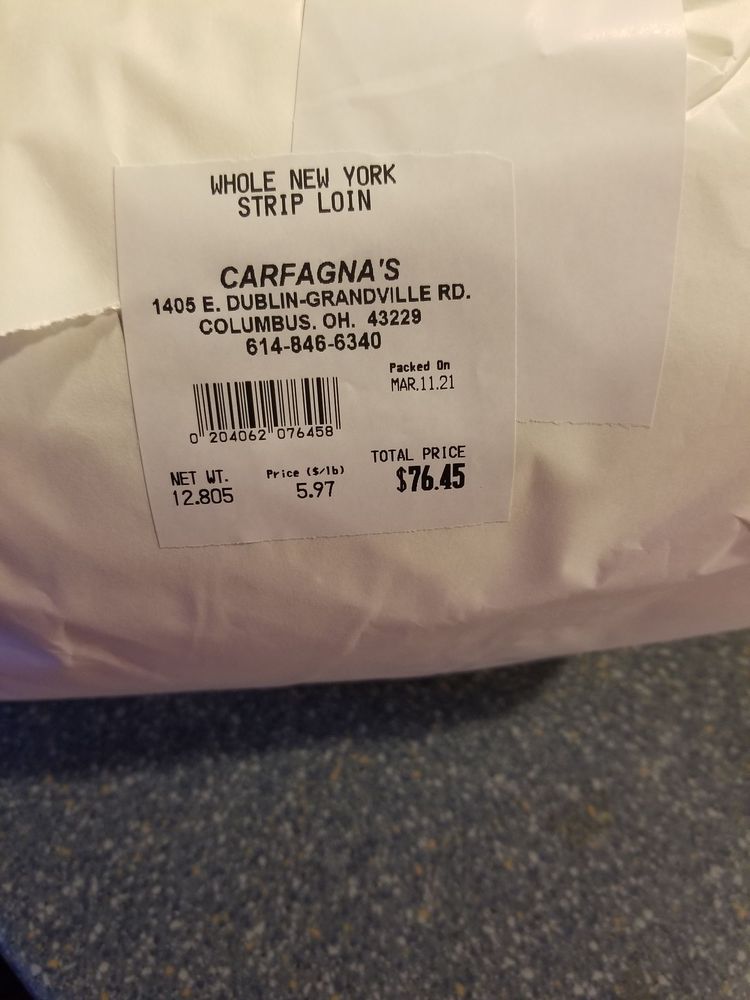 WHOLE NEW YORK
STRIP LOIN
CARFAGNA'S
1405 E. DUBLIN-GRANDVILLE RD.
COLUMBUS. OH. 43229
614-846-6340
Packed On
MAR.11.21
0 204062 076458
TOTAL PRICE
$76.45
NET WT.
12.805
Price ($/lb)
5.97